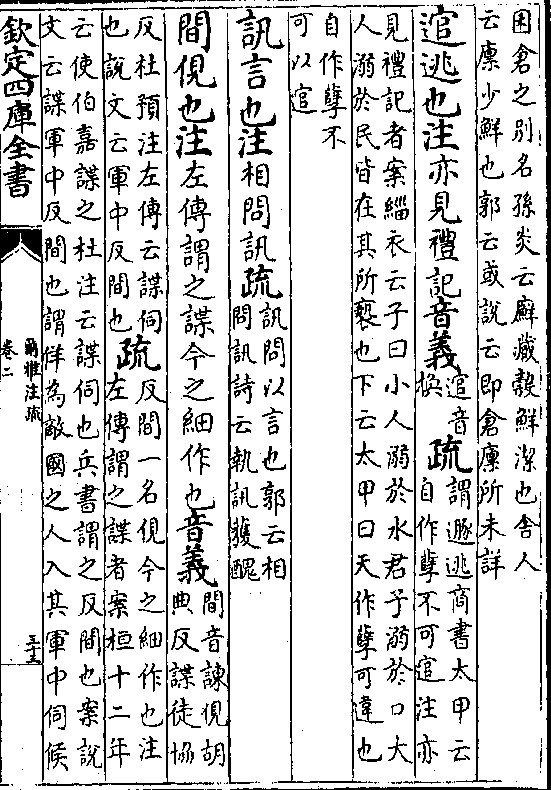 囷倉之别名孫炎云廯藏榖鮮潔也舍人
云廪少鮮也郭云或説云即倉廪所未詳
逭逃也注亦見禮記音義逭音換疏謂遯逃商書太甲云自作孽不可逭注亦
見禮記者案緇衣云子曰小人溺於水君子溺於口大
人溺於民皆在其所䙝也下云太甲曰天作孽可違也
自作孽不
可以逭
訊言也注相問訊疏訊問以言也郭云相問訊詩云執訊獲醜
間俔也注左傳謂之諜今之細作也音義間音諫俔胡典反諜徒協
反杜預注左傳云諜伺
也説文云軍中反間也疏反間一名俔今之細作也注左傳謂之諜者案桓十二年
云使伯嘉諜之杜注云諜伺也兵書謂之反間也案説
文云諜軍中反間也謂佯為敵國之人入其軍中伺候
欽定四庫全書
爾雅注疏
卷二
三十三